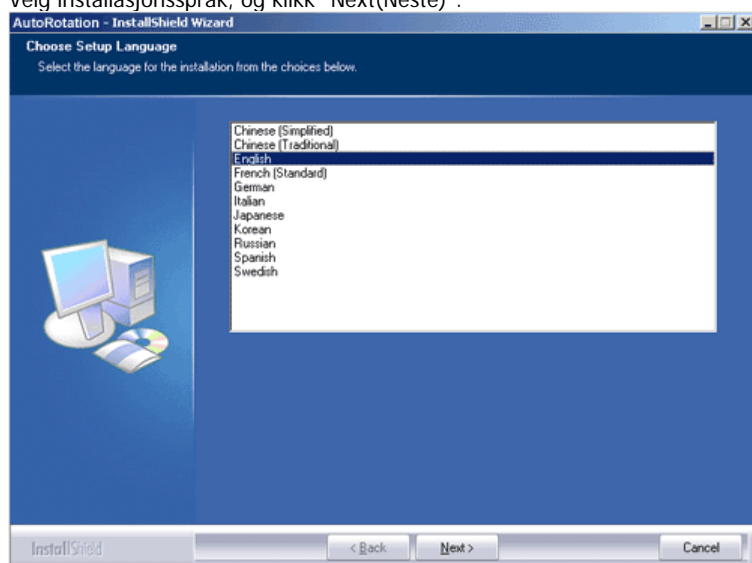 Velg Installasjonsspråk, og klikk "Next(Neste)".
AutoRotation - InstallShield Wizard
Choose Setup Language
Select the language for the installation from the choices below.
Chinese (Simplified)
Chinese (Traditional)
English
French (Standard)
German
Italian
Japanese
Korean
Russian
Spanish
Swedish
InstallShield
< Back
Next >
Cancel